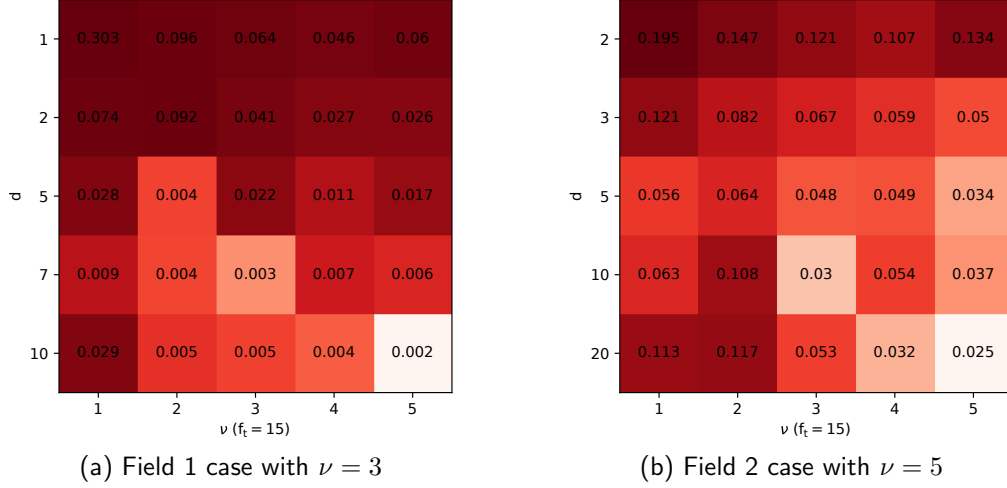 1 0.303 0.096 0.064 0.046 0.06
2 0.074 0.092 0.041 0.027 0.026
d 5 0.028 0.004 0.022 0.011 0.017
7 0.009 0.004 0.003 0.007 0.006
10 0.029 0.005 0.005 0.004 0.002
1 2 3 4 5
ν (f_t = 15)
(a) Field 1 case with ν = 3
2 0.195 0.147 0.121 0.107 0.134
3 0.121 0.082 0.067 0.059 0.05
d 5 0.056 0.064 0.048 0.049 0.034
10 0.063 0.108 0.03 0.054 0.037
20 0.113 0.117 0.053 0.032 0.025
1 2 3 4 5
ν (f_t = 15)
(b) Field 2 case with ν = 5